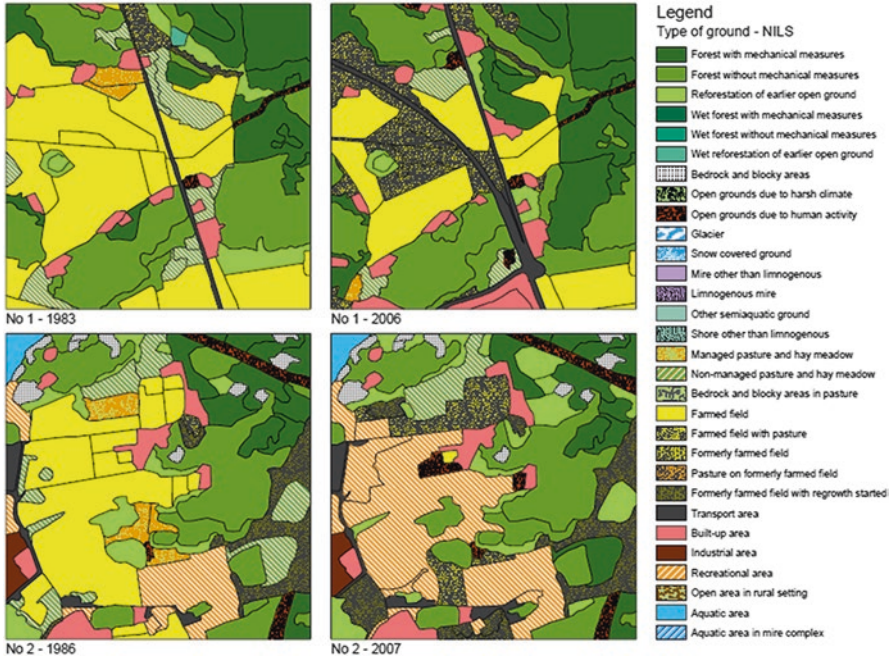 Legend
Type of ground - NILS
Forest with mechanical measures
Forest without mechanical measures
Reforestation of earlier open ground
Wet forest with mechanical measures
Wet forest without mechanical measures
Wet reforestation of earlier open ground
Bedrock and blocky areas
Open grounds due to harsh climate
Open grounds due to human activity
Glacier
Snow covered ground
Mire other than limnogenous
Limnogenous mire
Other semiaquatic ground
Shore other than limnogenous
Managed pasture and hay meadow
Non-managed pasture and hay meadow
Bedrock and blocky areas in pasture
Farmed field
Farmed field with pasture
Formerly farmed field
Pasture on formerly farmed field
Formerly farmed field with regrowth started
Transport area
Built-up area
Industrial area
Recreational area
Open area in rural setting
Aquatic area
Aquatic area in mire complex
No 1 - 1983
No 1 - 2006
No 2 - 1986
No 2 - 2007